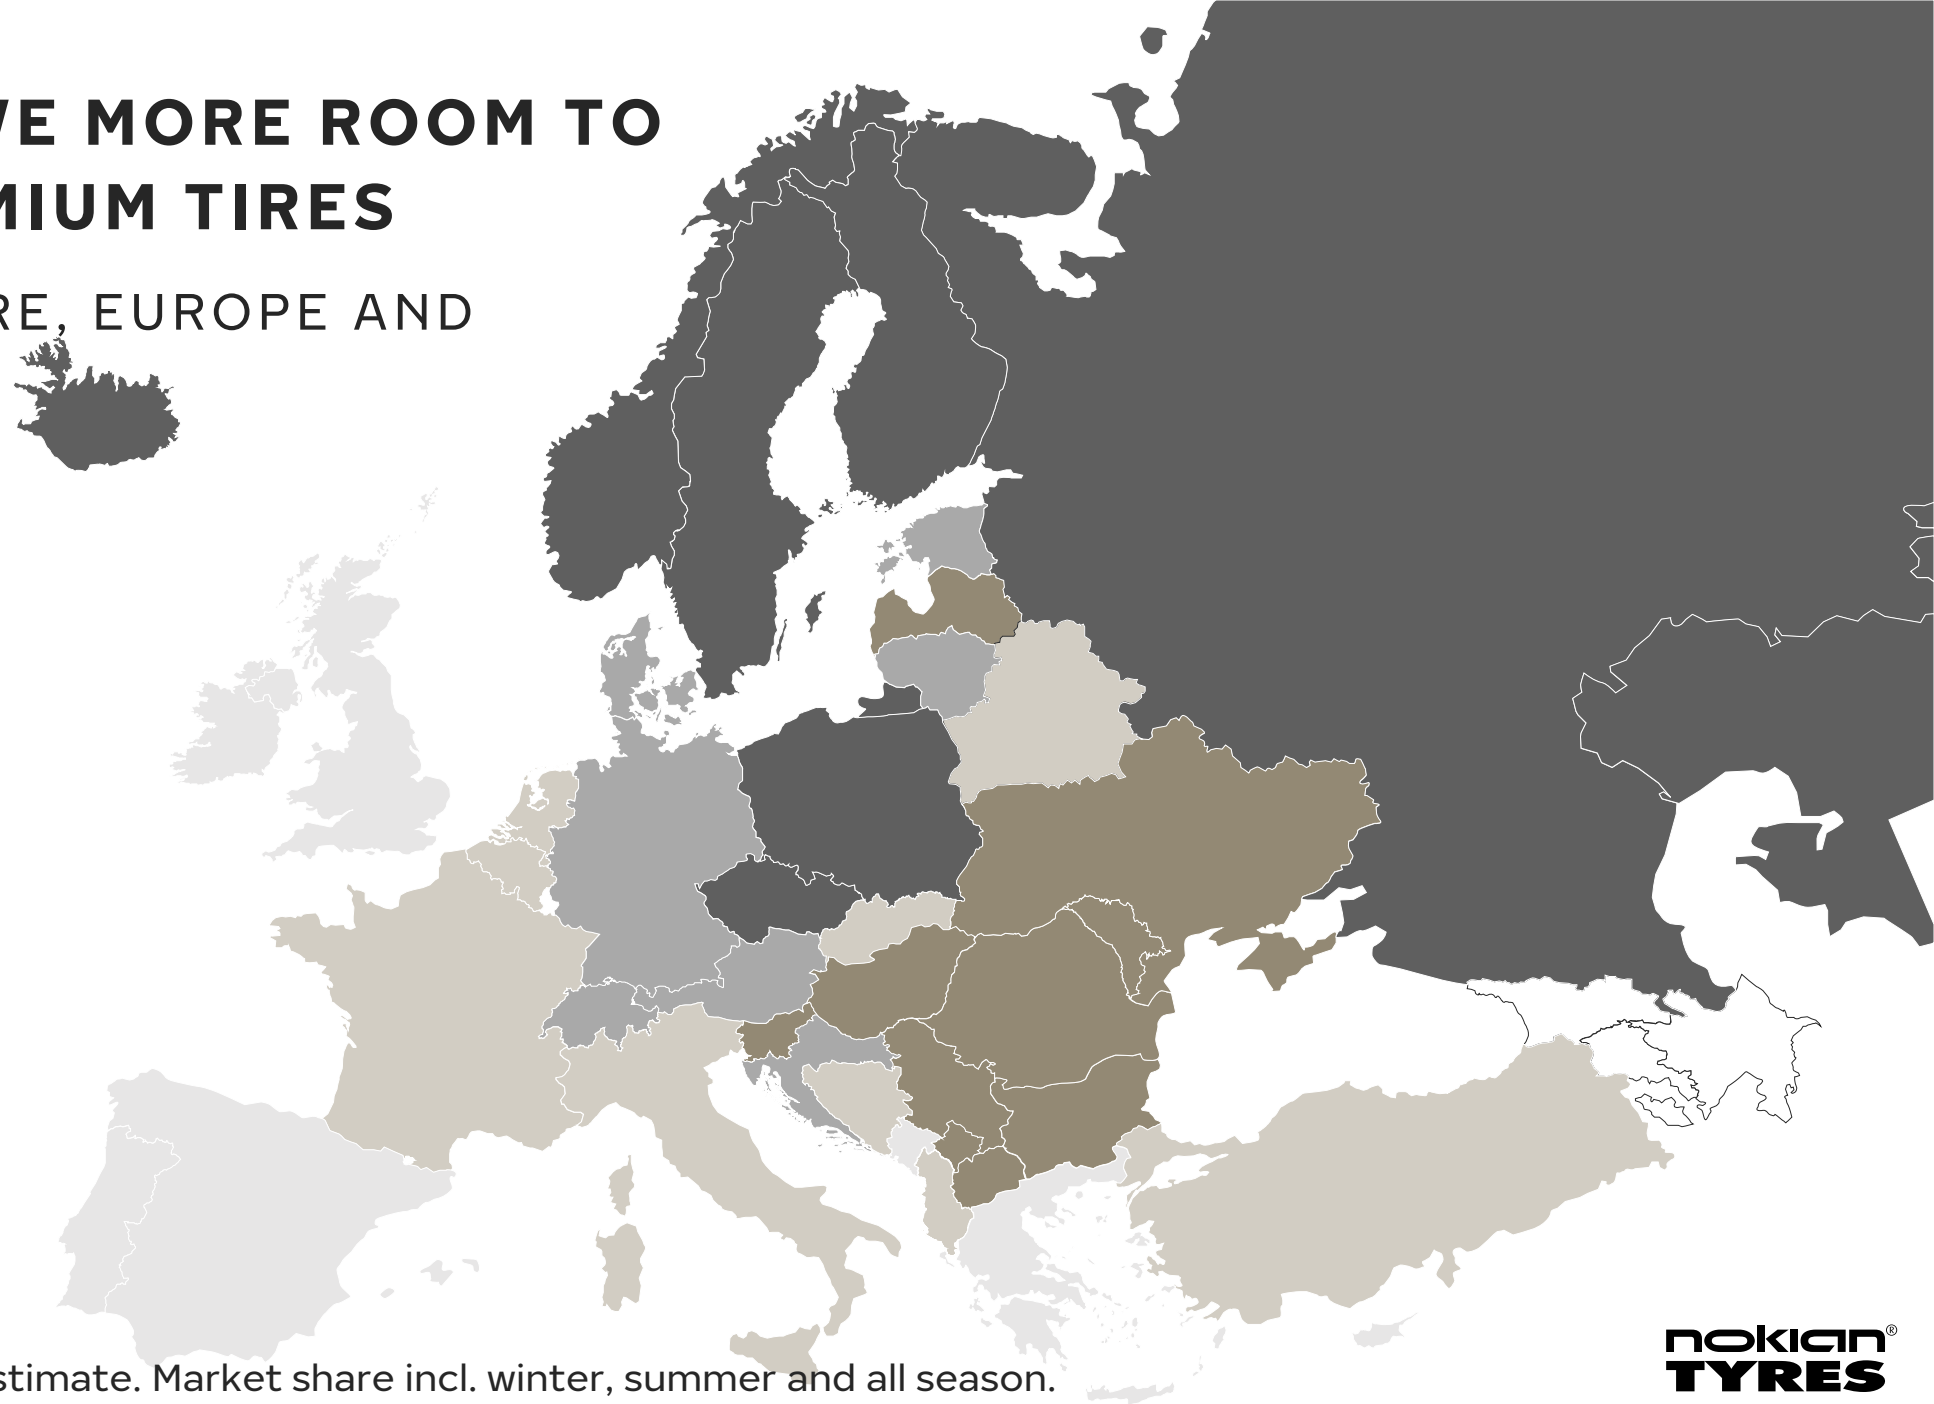 VE MORE ROOM TO
MIUM TIRES
RE, EUROPE AND
stimate. Market share incl. winter, summer and all season.
nokian®
TYRES